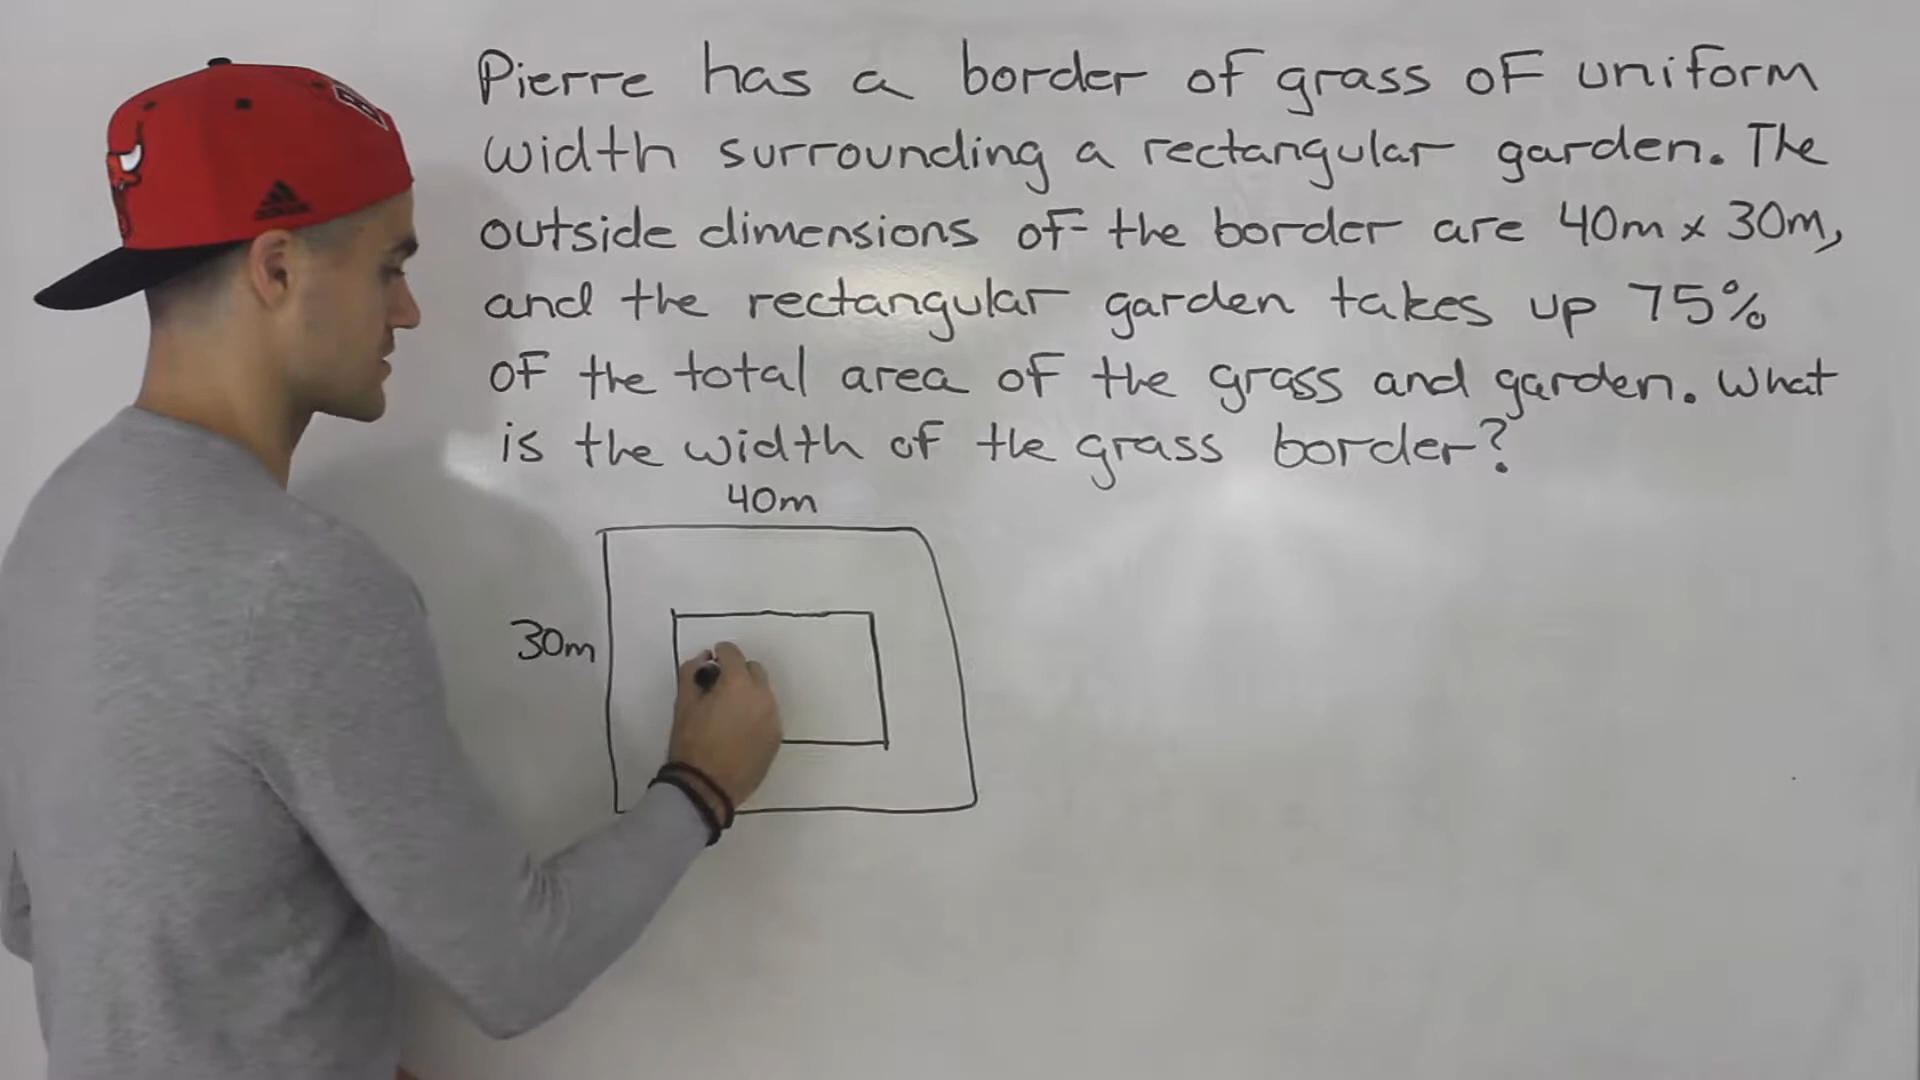 Pierre has a border of grass of uniform
width surrounding a rectangular garden. The
outside dimensions of the border are 40m x 30m,
and the rectangular garden takes up 75%
of the total area of the grass and garden. What
is the width of the grass border?
40m
30m